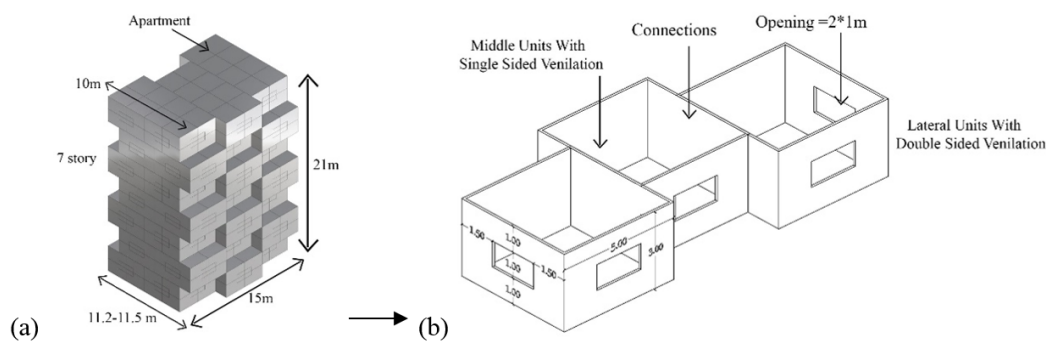 Apartment
10m
7 story
21m
15m
11.2-11.5 m
(a)
Middle Units With
Single Sided Venilation
Connections
Opening =2*1m
Lateral Units With
Double Sided Venilation
1.50
1.00
1.00
1.50
1.00
5.00
3.00
(b)